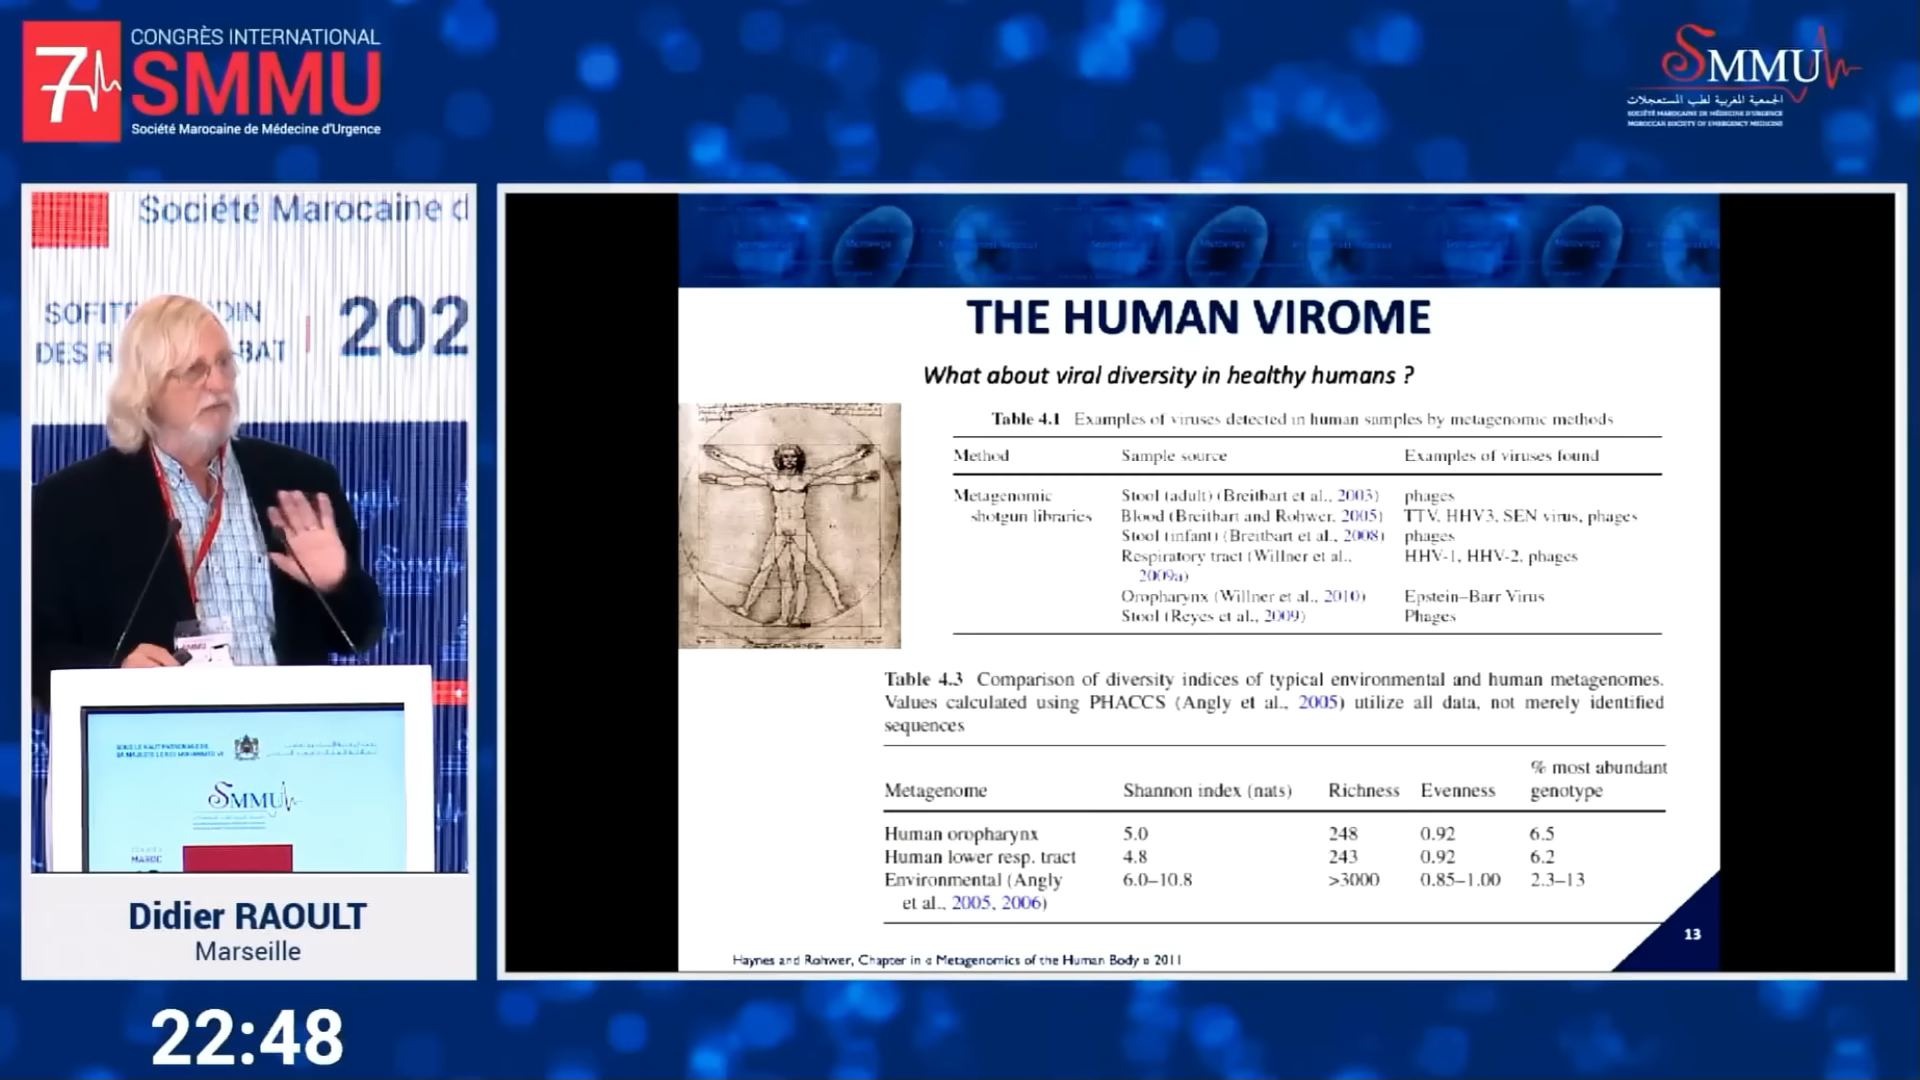 7
CONGRÈS INTERNATIONAL
SMMU
Société Marocaine de Médecine d'Urgence
SMMU
الجمعية المغربية لطب المستعجلات
SOCIÉTÉ MAROCAINE DE MÉDECINE D'URGENCE
MOROCCAN SOCIETY OF EMERGENCY MEDICINE
Société Marocaine d
202
SMMU
MAROC
Didier RAOULT
Marseille
22:48
THE HUMAN VIROME
What about viral diversity in healthy humans ?
Table 4.1 Examples of viruses detected in human samples by metagenomic methods
Method Sample source Examples of viruses found
Metagenomic Stool (adult) (Breitbart et al., 2003) phages
shotgun libraries Blood (Breitbart and Rohwer, 2005) TTV, HHV3, SEN virus, phages
Stool (infant) (Breitbart et al., 2008) phages
Respiratory tract (Willner et al., HHV-1, HHV-2, phages
2009a)
Oropharynx (Willner et al., 2010) Epstein–Barr Virus
Stool (Reyes et al., 2009) Phages
Table 4.3 Comparison of diversity indices of typical environmental and human metagenomes.
Values calculated using PHACCS (Angly et al., 2005) utilize all data, not merely identified
sequences
% most abundant
Metagenome Shannon index (nats) Richness Evenness genotype
Human oropharynx 5.0 248 0.92 6.5
Human lower resp. tract 4.8 243 0.92 6.2
Environmental (Angly 6.0–10.8 >3000 0.85–1.00 2.3–13
et al., 2005, 2006)
13
Haynes and Rohwer, Chapter in « Metagenomics of the Human Body » 2011